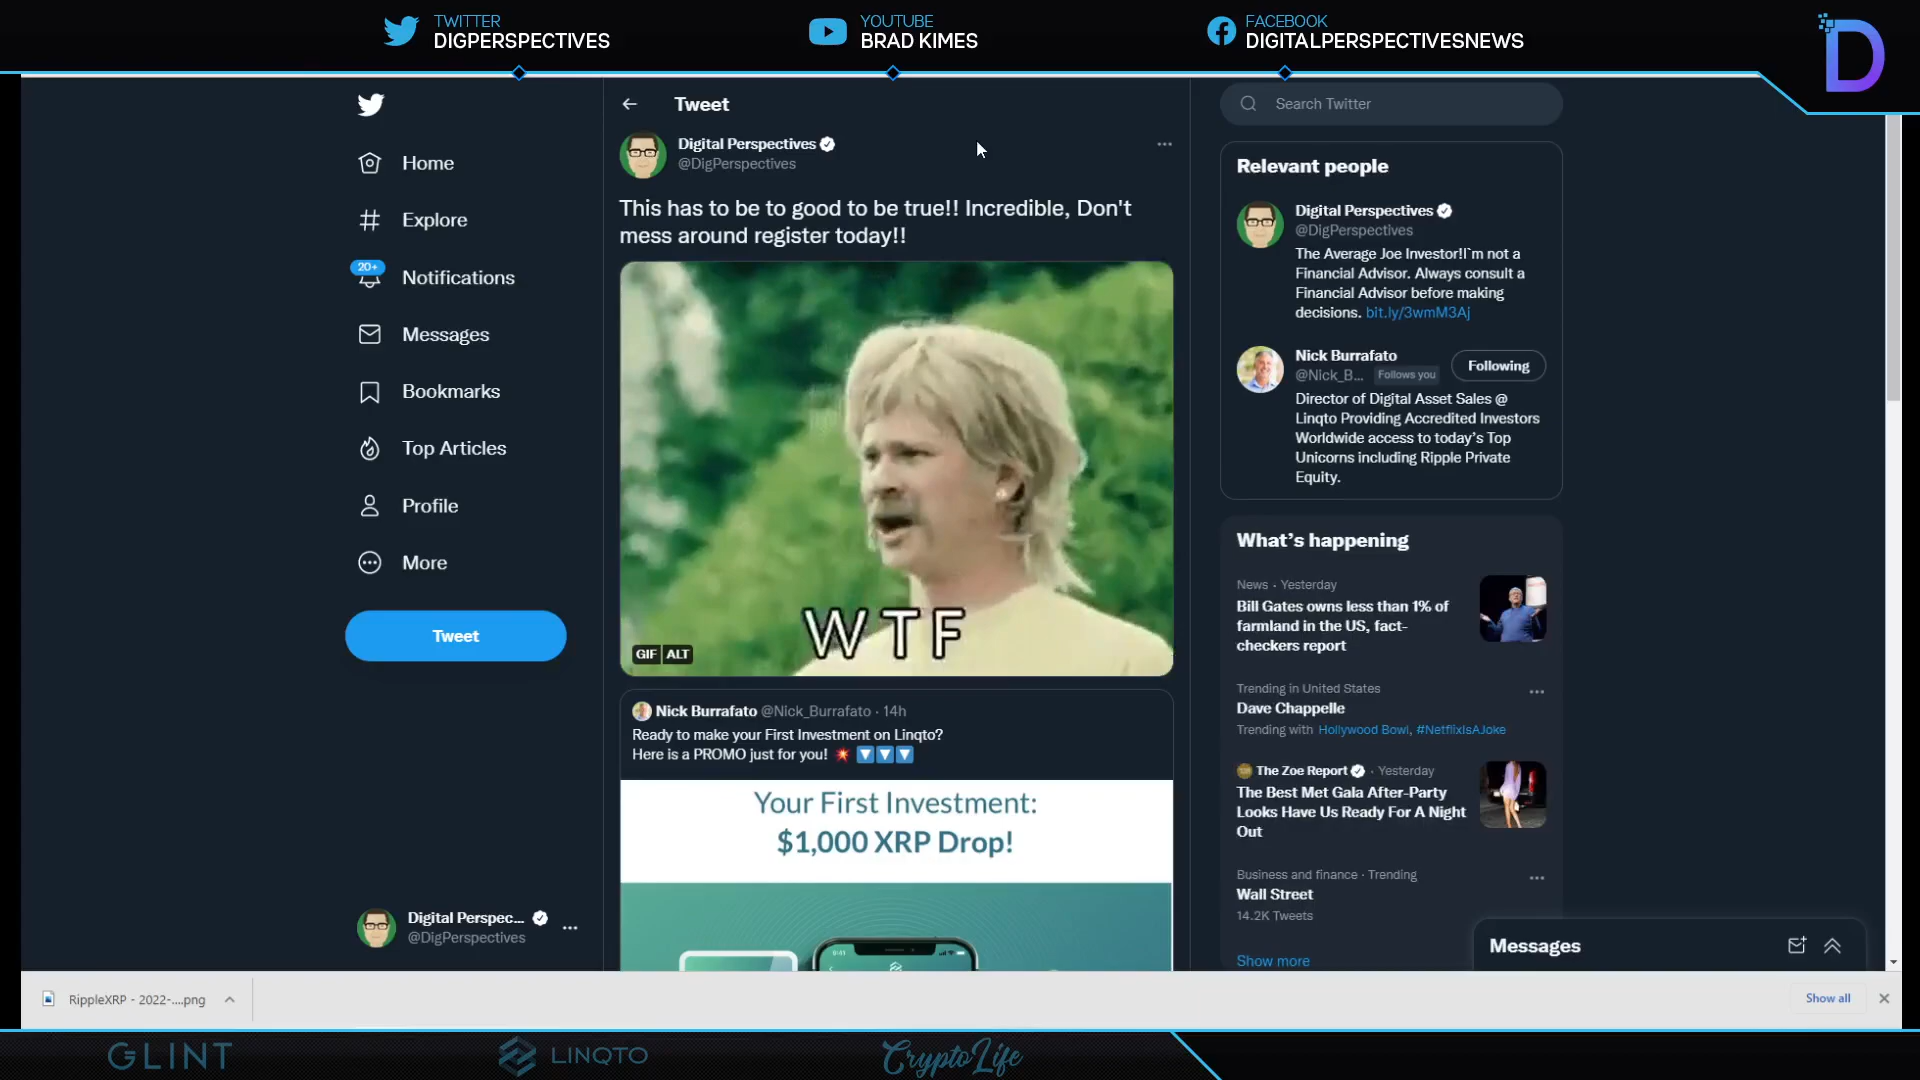 TWITTER
DIGPERSPECTIVES
YOUTUBE
BRAD KIMES
FACEBOOK
DIGITALPERSPECTIVESNEWS
D
Home
Explore
20+
Notifications
Messages
Bookmarks
Top Articles
Profile
More
Tweet
Digital Perspec...
@DigPerspectives
Tweet
Digital Perspectives
@DigPerspectives
This has to be to good to be true!! Incredible, Don't
mess around register today!!
WTF
GIF ALT
Nick Burrafato @Nick_Burrafato · 14h
Ready to make your First Investment on Linqto?
Here is a PROMO just for you!
Your First Investment:
$1,000 XRP Drop!
Search Twitter
Relevant people
Digital Perspectives
@DigPerspectives
The Average Joe Investor!I`m not a
Financial Advisor. Always consult a
Financial Advisor before making
decisions. bit.ly/3wmM3Aj
Nick Burrafato
@Nick_B... Follows you
Following
Director of Digital Asset Sales @
Linqto Providing Accredited Investors
Worldwide access to today's Top
Unicorns including Ripple Private
Equity.
What's happening
News · Yesterday
Bill Gates owns less than 1% of
farmland in the US, fact-
checkers report
Trending in United States
Dave Chappelle
Trending with Hollywood Bowl, #NetflixIsAJoke
The Zoe Report · Yesterday
The Best Met Gala After-Party
Looks Have Us Ready For A Night
Out
Business and finance · Trending
Wall Street
14.2K Tweets
Show more
Messages
RippleXRP - 2022-....png
Show all
GLINT
LINQTO
CryptoLife